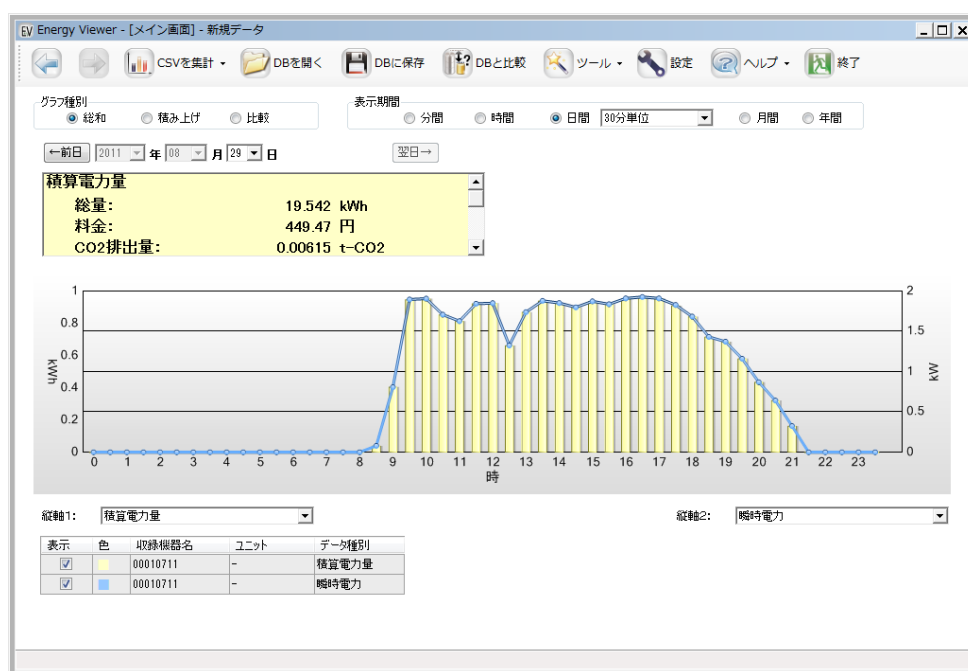 EV Energy Viewer - [メイン画面] - 新規データ
CSVを集計 DBを開く DBに保存 DBと比較 ツール 設定 ヘルプ 終了
グラフ種別 表示期間
総和 積み上げ 比較 分間 時間 日間 30分単位 月間 年間
←前日 2011 年 08 月 29 日 翌日→
積算電力量
総量: 19.542 kWh
料金: 449.47 円
CO2排出量: 0.00615 t-CO2
1 2
0.8 1.5
0.6
kWh 1 kW
0.4
0.2 0.5
0 0
0 1 2 3 4 5 6 7 8 9 10 11 12 13 14 15 16 17 18 19 20 21 22 23
時
縦軸1: 積算電力量 縦軸2: 瞬時電力
表示 色 収録機器名 ユニット データ種別
00010711 - 積算電力量
00010711 - 瞬時電力